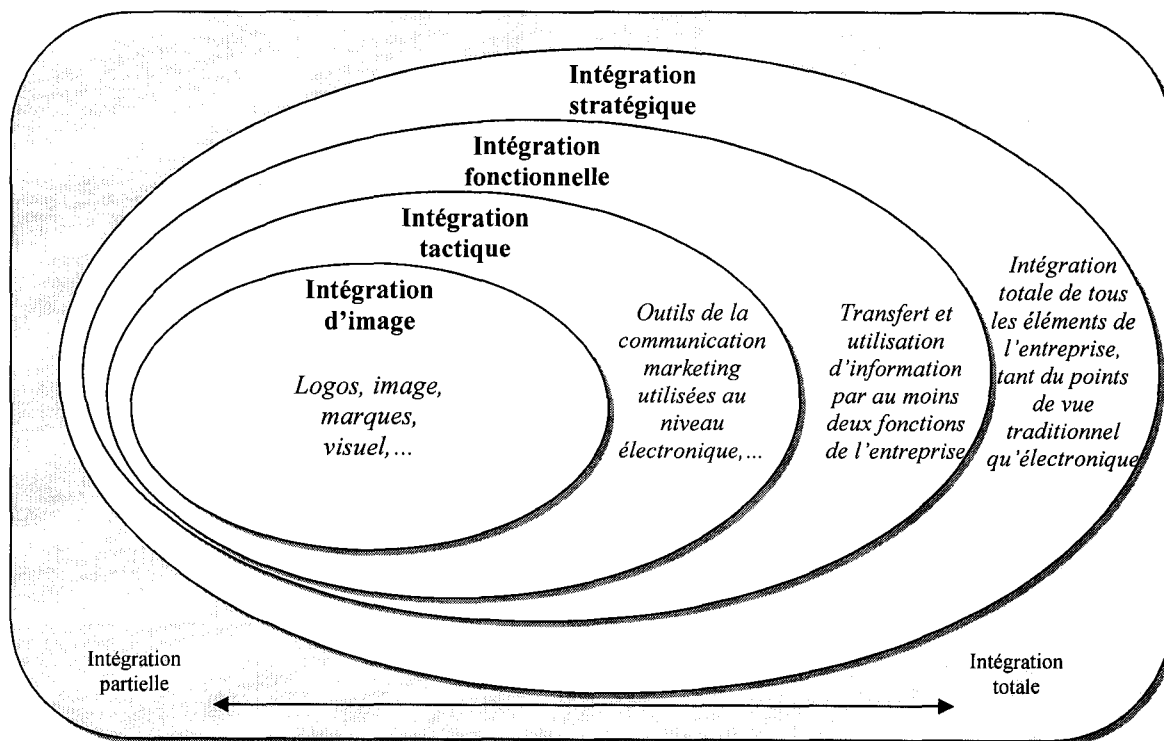 Intégration
stratégique
Intégration
fonctionnelle
Intégration
tactique
Intégration
d'image
Logos, image,
marques,
visuel,...
Outils de la
communication
marketing
utilisées au
niveau
électronique,...
Transfert et
utilisation
d'information
par au moins
deux fonctions
de l'entreprise
Intégration
totale de tous
les éléments de
l'entreprise,
tant du points
de vue
traditionnel
qu'électronique
Intégration
partielle
Intégration
totale